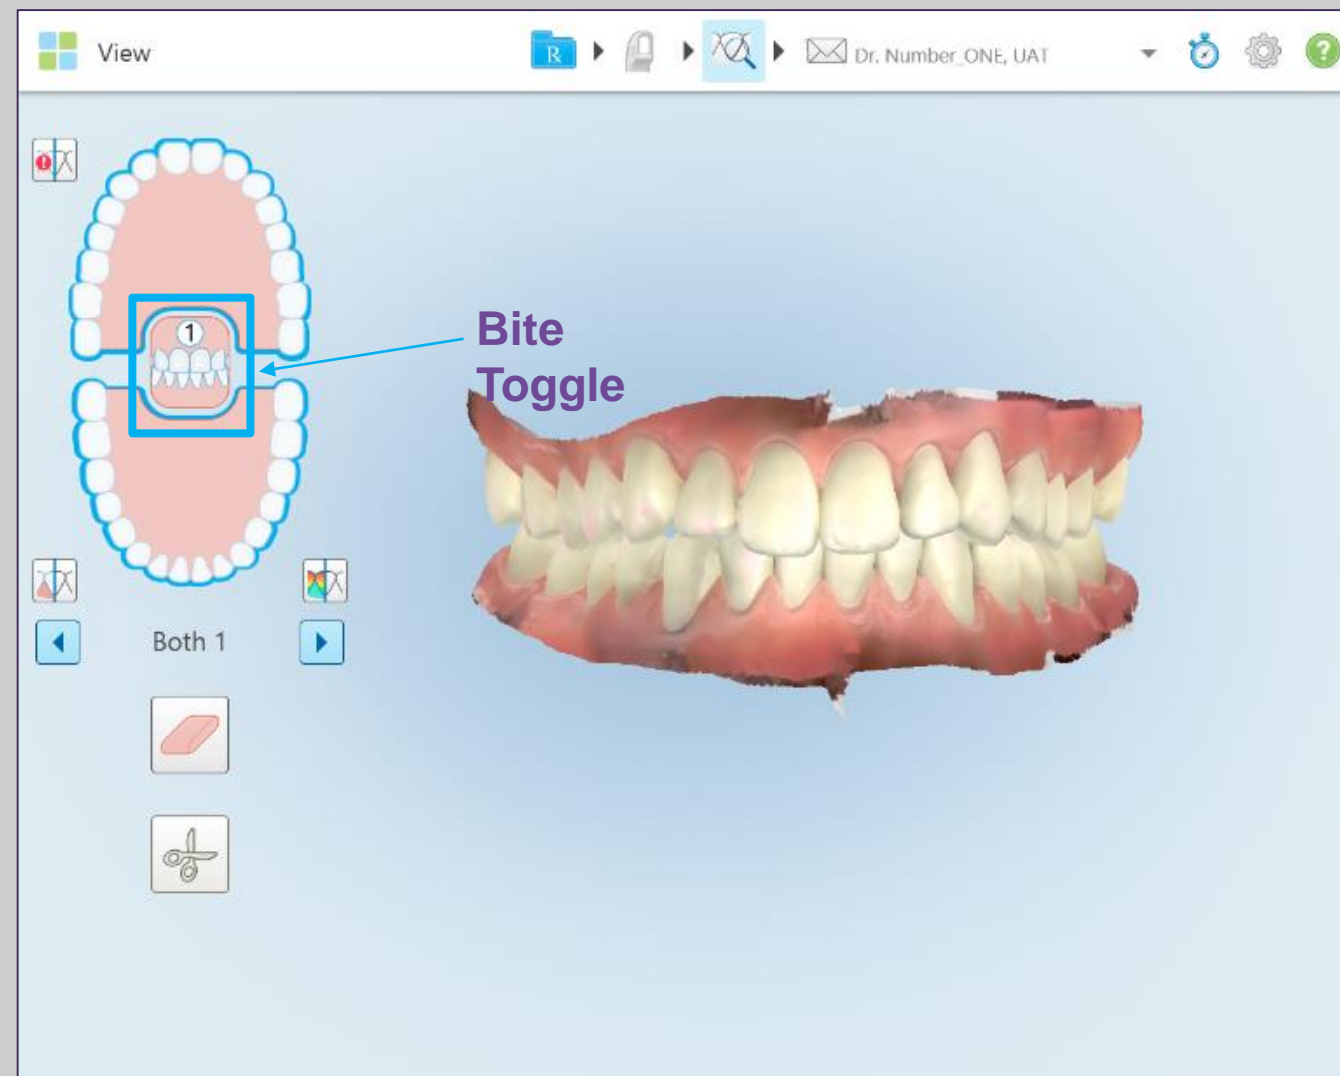 View
R
Dr. Number_ONE, UAT
?
!
1
Bite
Toggle
Both 1